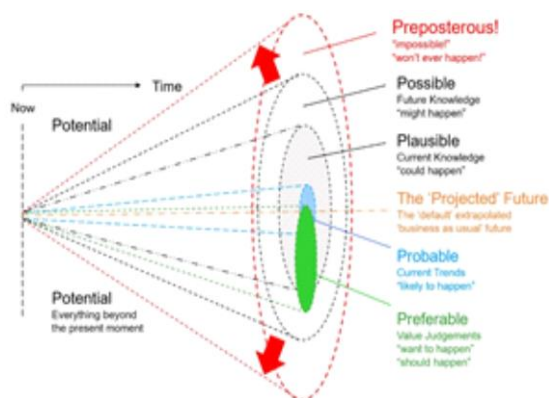 Time
Now
Potential
Potential
Everything beyond
the present moment
Preposterous!
"impossible!"
"won't ever happen!"
Possible
Future Knowledge
"might happen"
Plausible
Current Knowledge
"could happen"
The 'Projected' Future
The 'default' extrapolated
'business as usual' future
Probable
Current Trends
"likely to happen"
Preferable
Value Judgements
"want to happen"
"should happen"